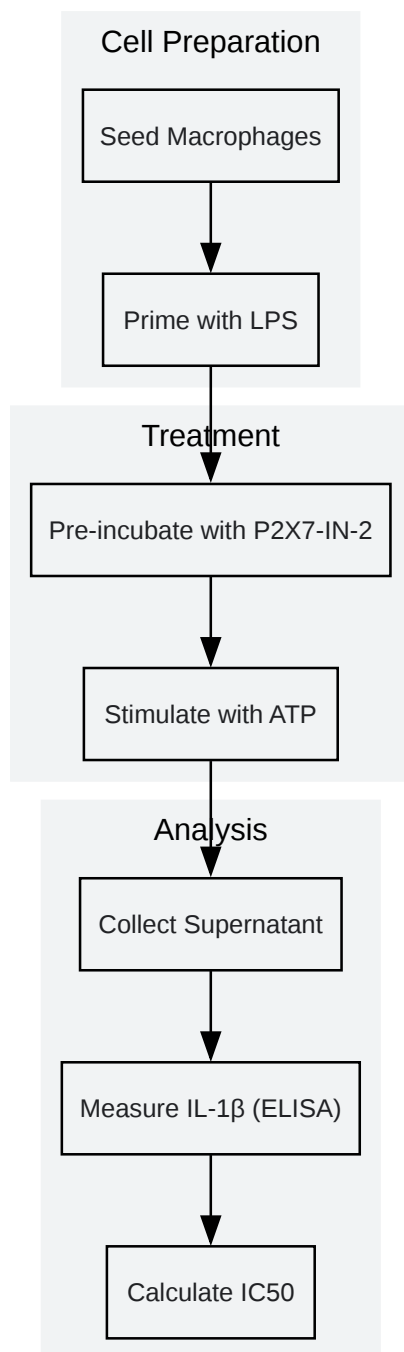 Cell Preparation
Seed Macrophages
Prime with LPS
Treatment
Pre-incubate with P2X7-IN-2
Stimulate with ATP
Analysis
Collect Supernatant
Measure IL-1β (ELISA)
Calculate IC50